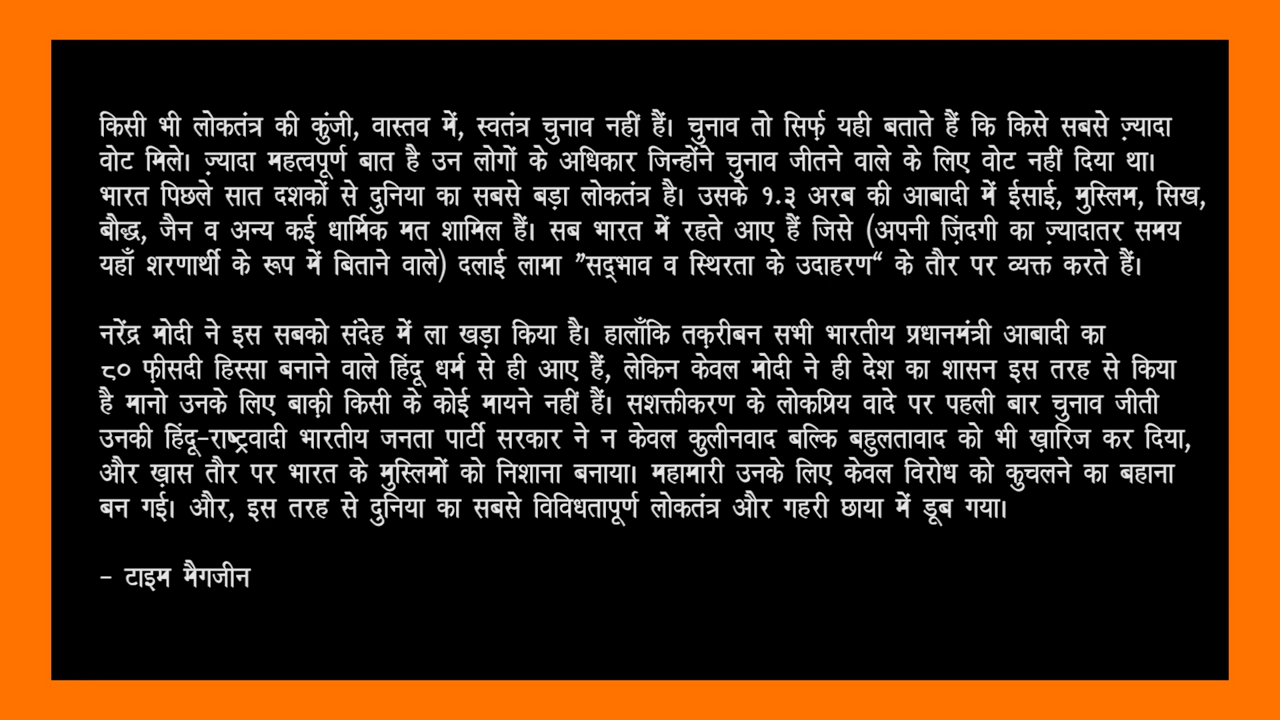 किसी भी लोकतंत्र की कुंजी, वास्तव में, स्वतंत्र चुनाव नहीं हैं। चुनाव तो सिर्फ़ यही बताते हैं कि किसे सबसे ज़्यादा
वोट मिले। ज़्यादा महत्वपूर्ण बात है उन लोगों के अधिकार जिन्होंने चुनाव जीतने वाले के लिए वोट नहीं दिया था।
भारत पिछले सात दशकों से दुनिया का सबसे बड़ा लोकतंत्र है। उसके १.३ अरब की आबादी में ईसाई, मुस्लिम, सिख,
बौद्ध, जैन व अन्य कई धार्मिक मत शामिल हैं। सब भारत में रहते आए हैं जिसे (अपनी ज़िंदगी का ज़्यादातर समय
यहाँ शरणार्थी के रूप में बिताने वाले) दलाई लामा ”सद्‌भाव व स्थिरता के उदाहरण“ के तौर पर व्यक्त करते हैं।
नरेंद्र मोदी ने इस सबको संदेह में ला खड़ा किया है। हालाँकि तक़रीबन सभी भारतीय प्रधानमंत्री आबादी का
८० फ़ीसदी हिस्सा बनाने वाले हिंदू धर्म से ही आए हैं, लेकिन केवल मोदी ने ही देश का शासन इस तरह से किया
है मानो उनके लिए बाक़ी किसी के कोई मायने नहीं हैं। सशक्तीकरण के लोकप्रिय वादे पर पहली बार चुनाव जीती
उनकी हिंदू-राष्ट्रवादी भारतीय जनता पार्टी सरकार ने न केवल कुलीनवाद बल्कि बहुलतावाद को भी ख़ारिज कर दिया,
और ख़ास तौर पर भारत के मुस्लिमों को निशाना बनाया। महामारी उनके लिए केवल विरोध को कुचलने का बहाना
बन गई। और, इस तरह से दुनिया का सबसे विविधतापूर्ण लोकतंत्र और गहरी छाया में डूब गया।
- टाइम मैगजीन